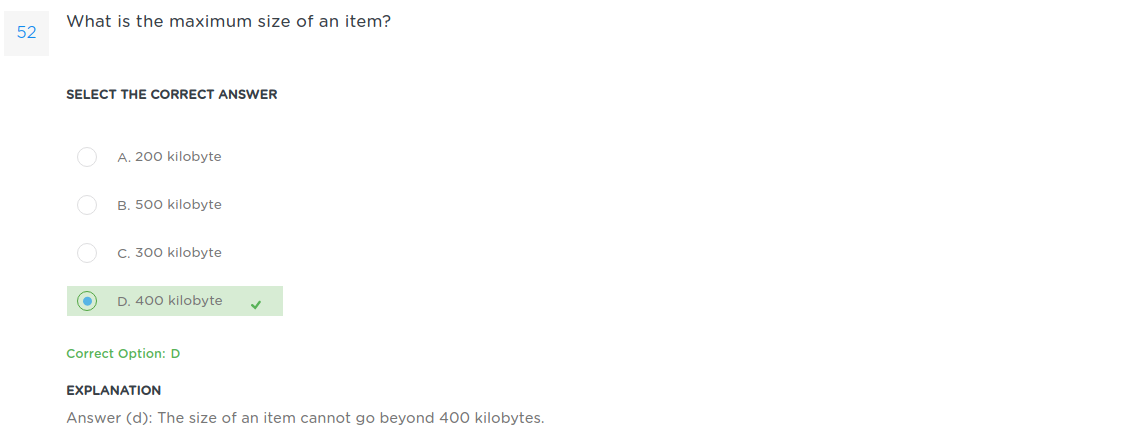 52
What is the maximum size of an item?
SELECT THE CORRECT ANSWER
A. 200 kilobyte
B. 500 kilobyte
C. 300 kilobyte
D. 400 kilobyte
Correct Option: D
EXPLANATION
Answer (d): The size of an item cannot go beyond 400 kilobytes.